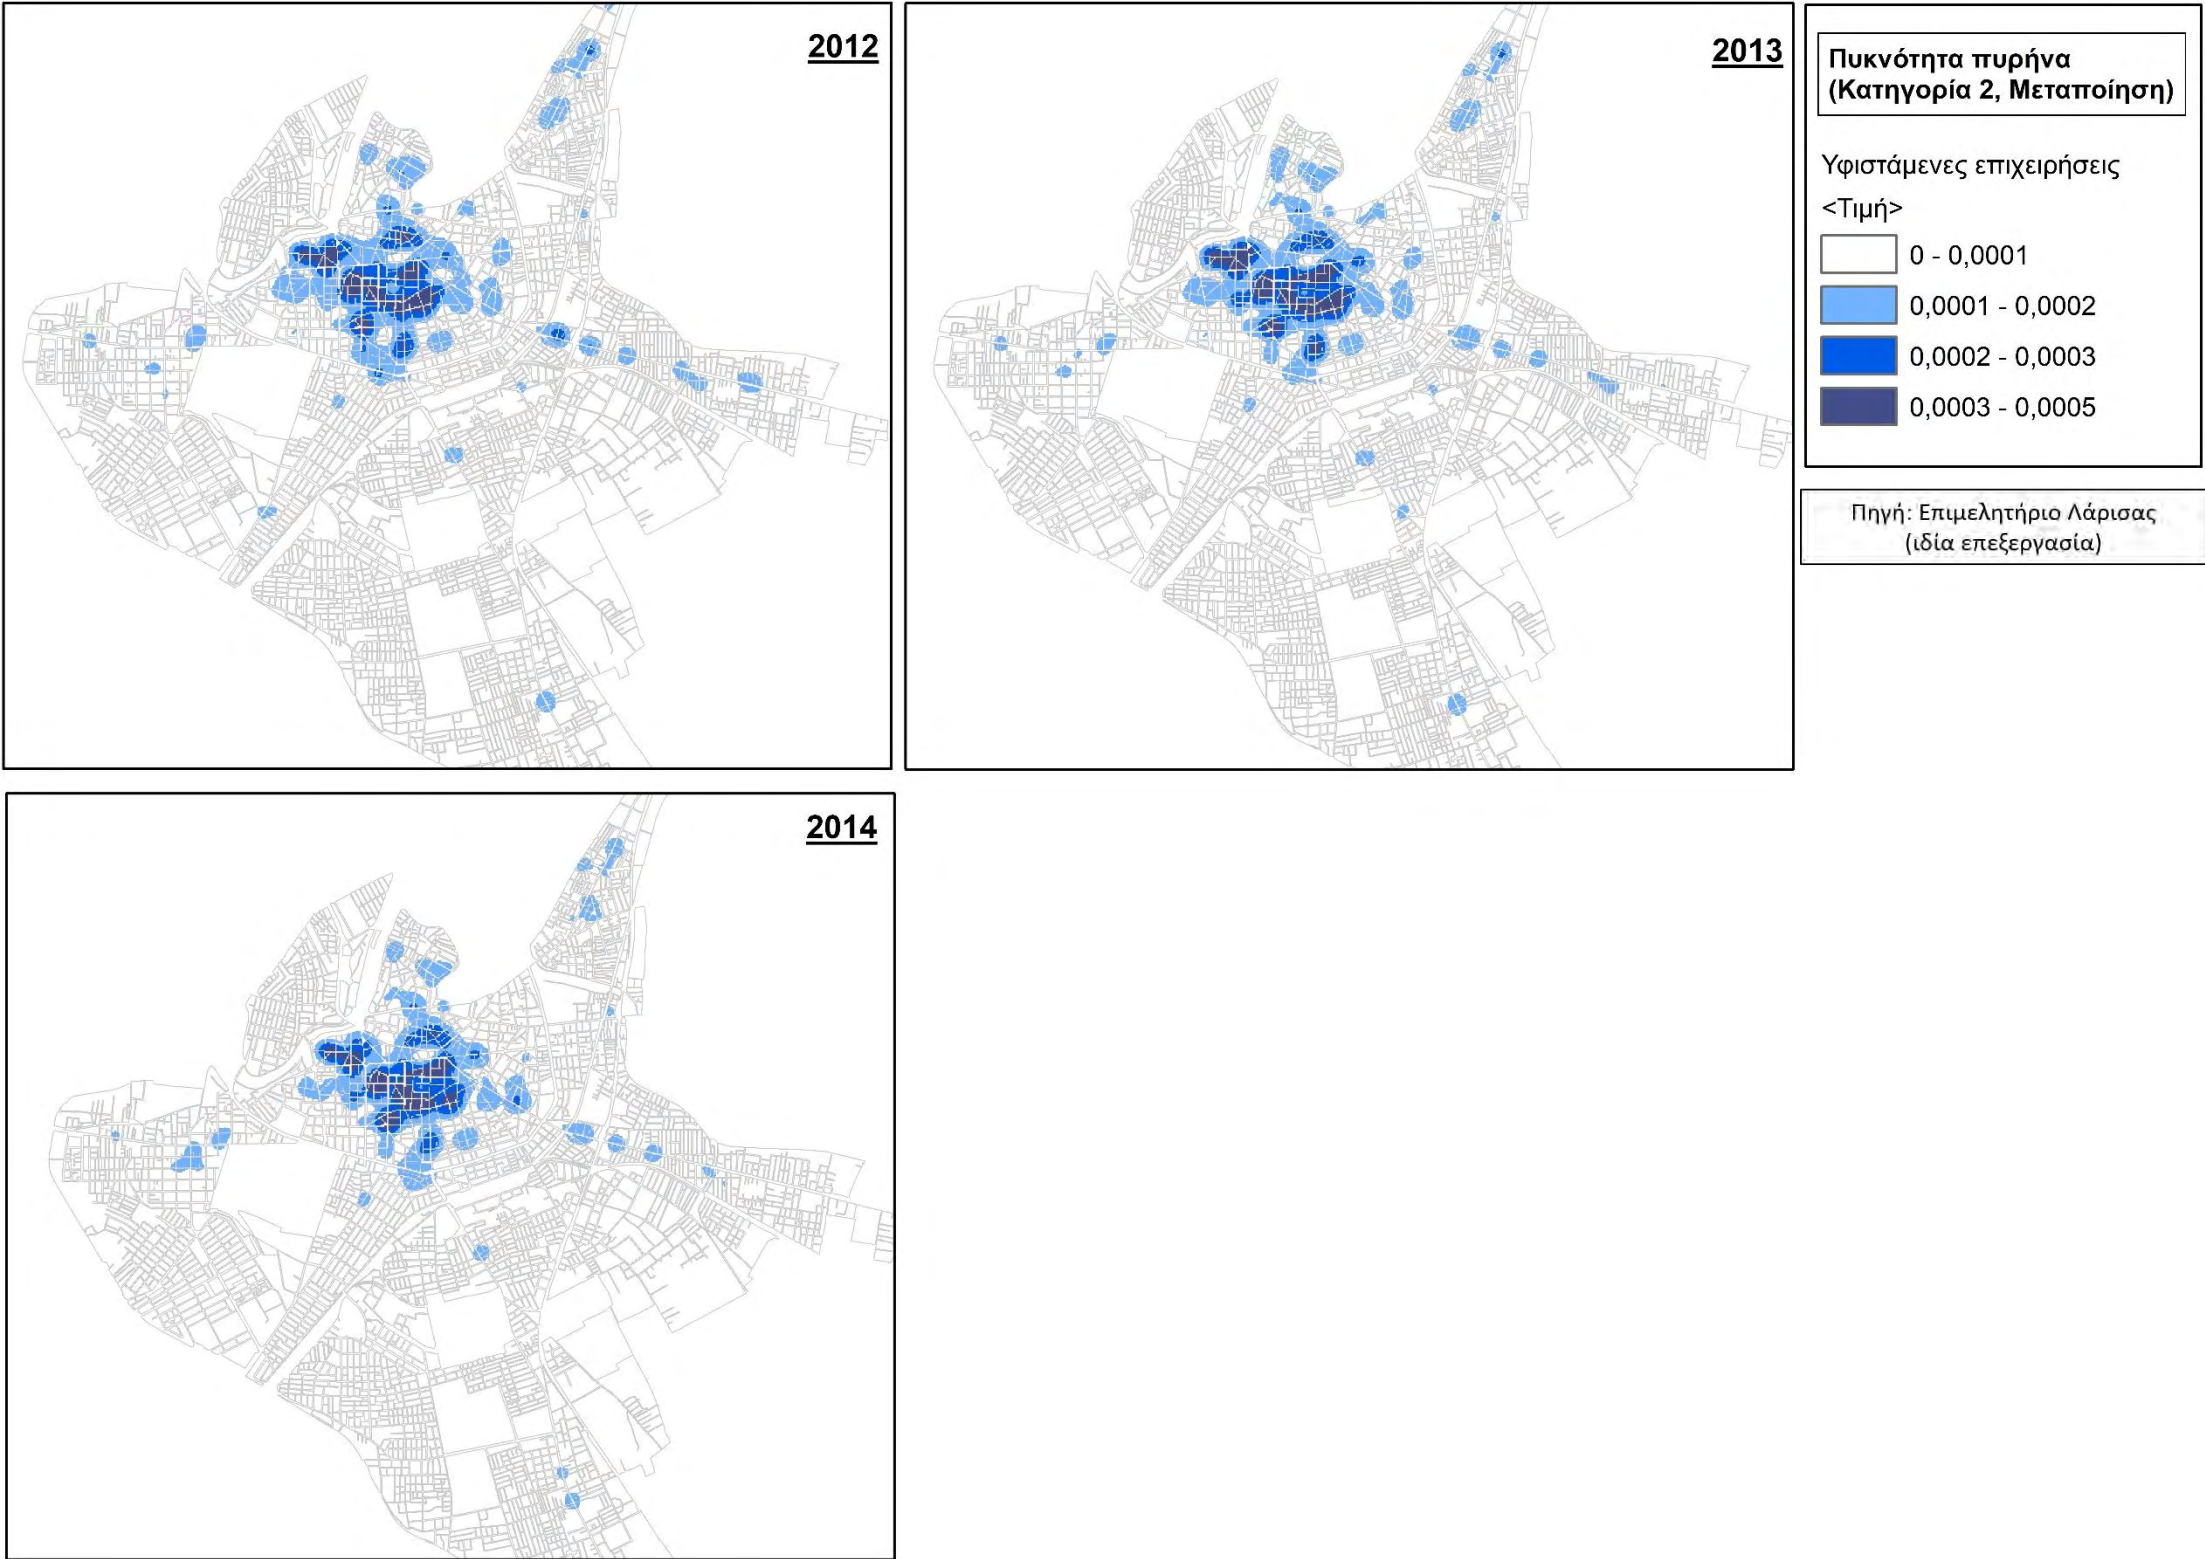 2012
2013
Πυκνότητα πυρήνα
(Κατηγορία 2, Μεταποίηση)
Υφιστάμενες επιχειρήσεις
<Τιμή>
0 - 0,0001
0,0001 - 0,0002
0,0002 - 0,0003
0,0003 - 0,0005
Πηγή: Επιμελητήριο Λάρισας
(ιδία επεξεργασία)
2014